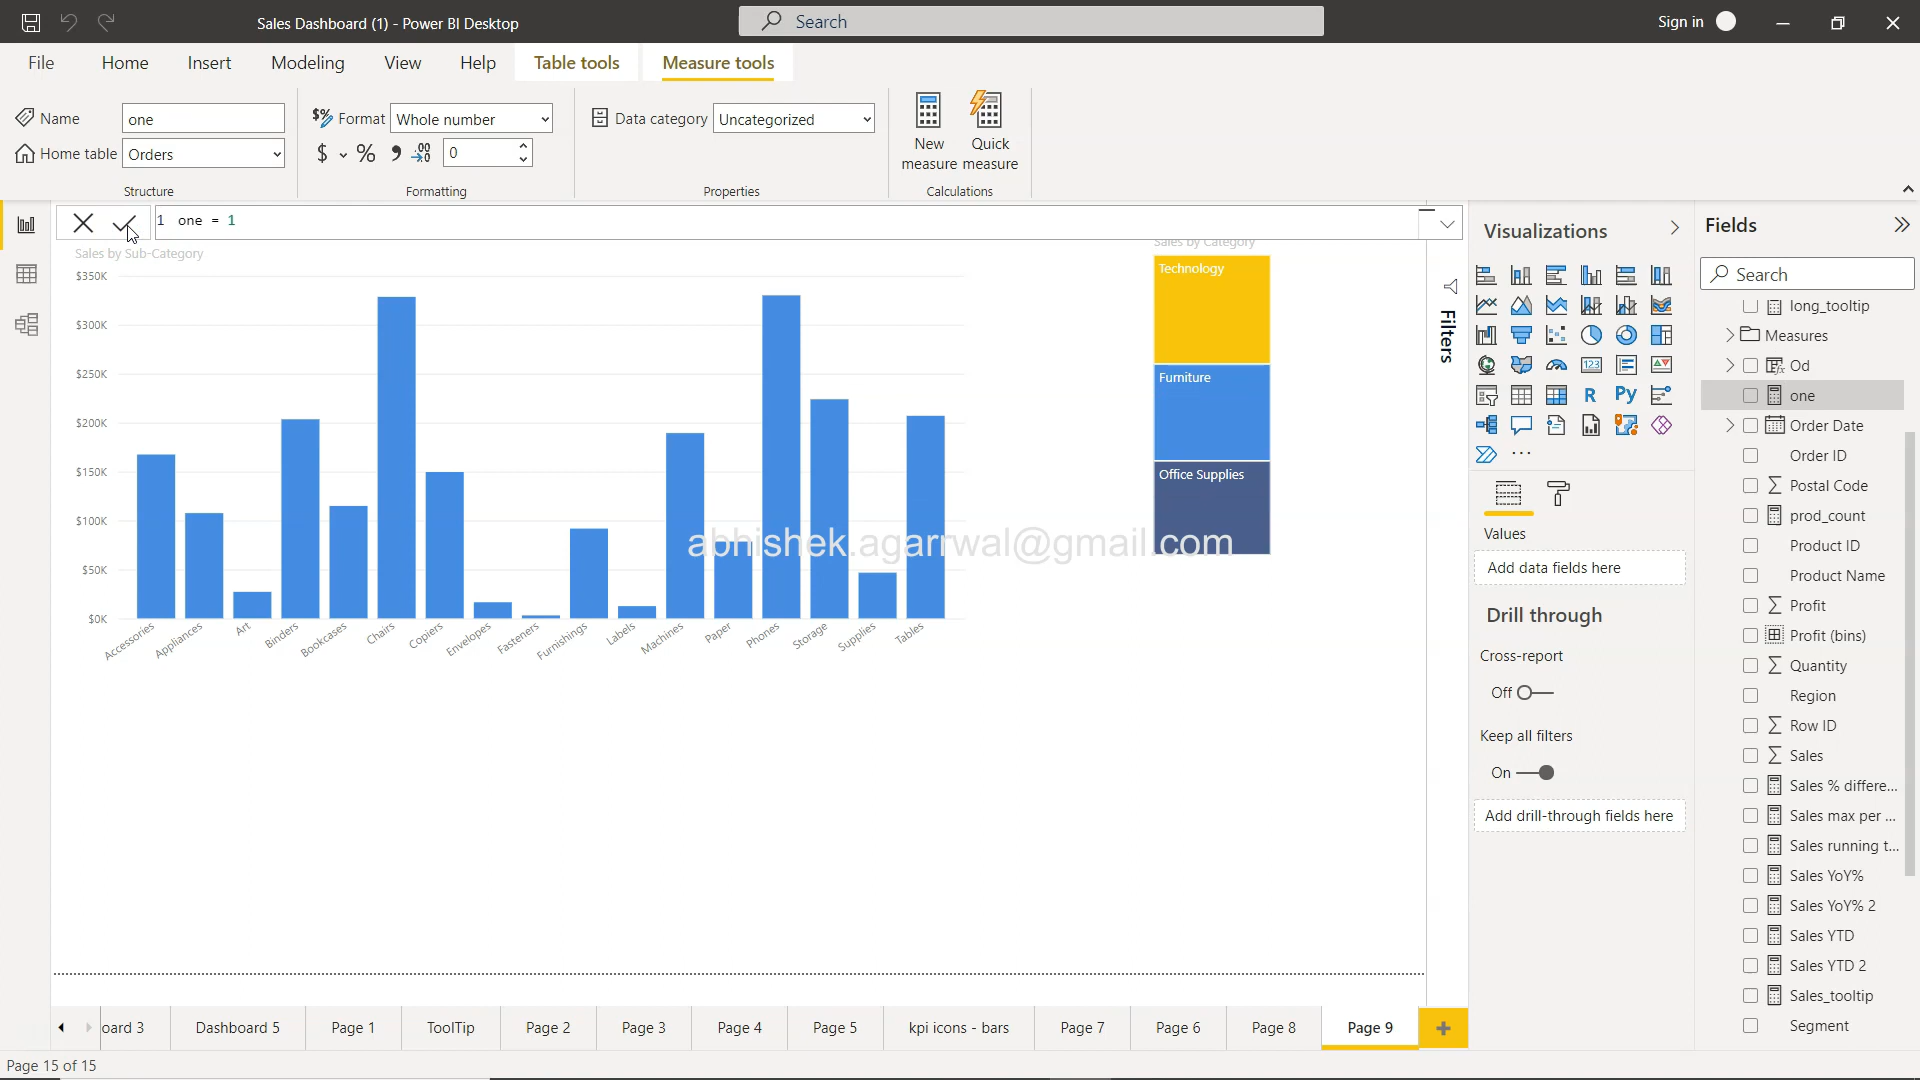 Sales Dashboard (1) - Power BI Desktop
Search
Sign in
File Home Insert Modeling View Help Table tools Measure tools
Name one
Home table Orders
Structure
$% Format Whole number
$ % 9 .00 0
Formatting
Data category Uncategorized
Properties
New measure
Quick measure
Calculations
1 one = 1
Sales by Sub-Category
$350K
$300K
$250K
$200K
$150K
$100K
$50K
$0K
Accessories
Appliances
Art
Binders
Bookcases
Chairs
Copiers
Envelopes
Fasteners
Furnishings
Labels
Machines
Paper
Phones
Storage
Supplies
Tables
Sales by Category
Technology
Furniture
Office Supplies
abhishek.agarrwal@gmail.com
Filters
Visualizations
123
R
Py
...
Values
Add data fields here
Drill through
Cross-report
Off
Keep all filters
On
Add drill-through fields here
Fields
Search
long_tooltip
Measures
Od
one
Order Date
Order ID
Postal Code
prod_count
Product ID
Product Name
Profit
Profit (bins)
Quantity
Region
Row ID
Sales
Sales % differe...
Sales max per ...
Sales running t...
Sales YoY%
Sales YoY% 2
Sales YTD
Sales YTD 2
Sales_tooltip
Segment
oard 3 Dashboard 5 Page 1 ToolTip Page 2 Page 3 Page 4 Page 5 kpi icons - bars Page 7 Page 6 Page 8 Page 9
Page 15 of 15